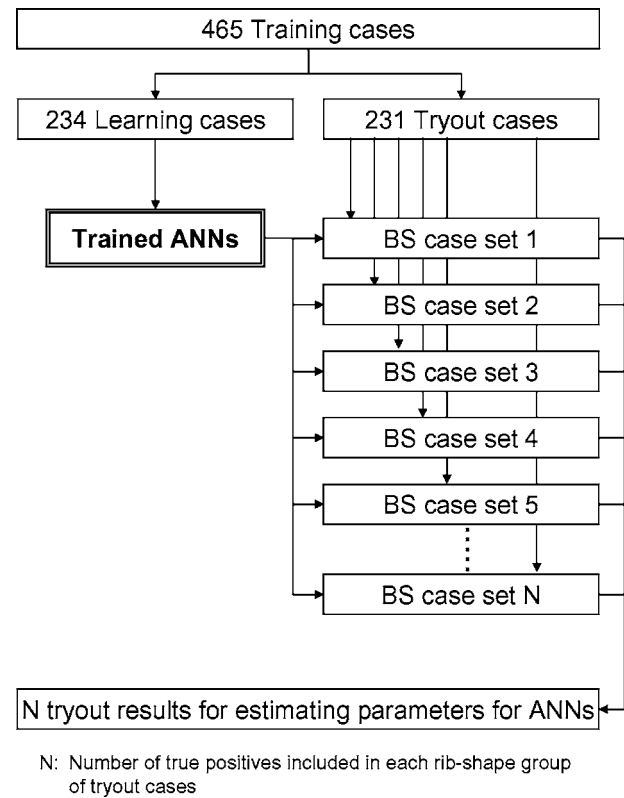 465 Training cases
234 Learning cases
231 Tryout cases
Trained ANNs
BS case set 1
BS case set 2
BS case set 3
BS case set 4
BS case set 5
BS case set N
N tryout results for estimating parameters for ANNs
N: Number of true positives included in each rib-shape group
of tryout cases